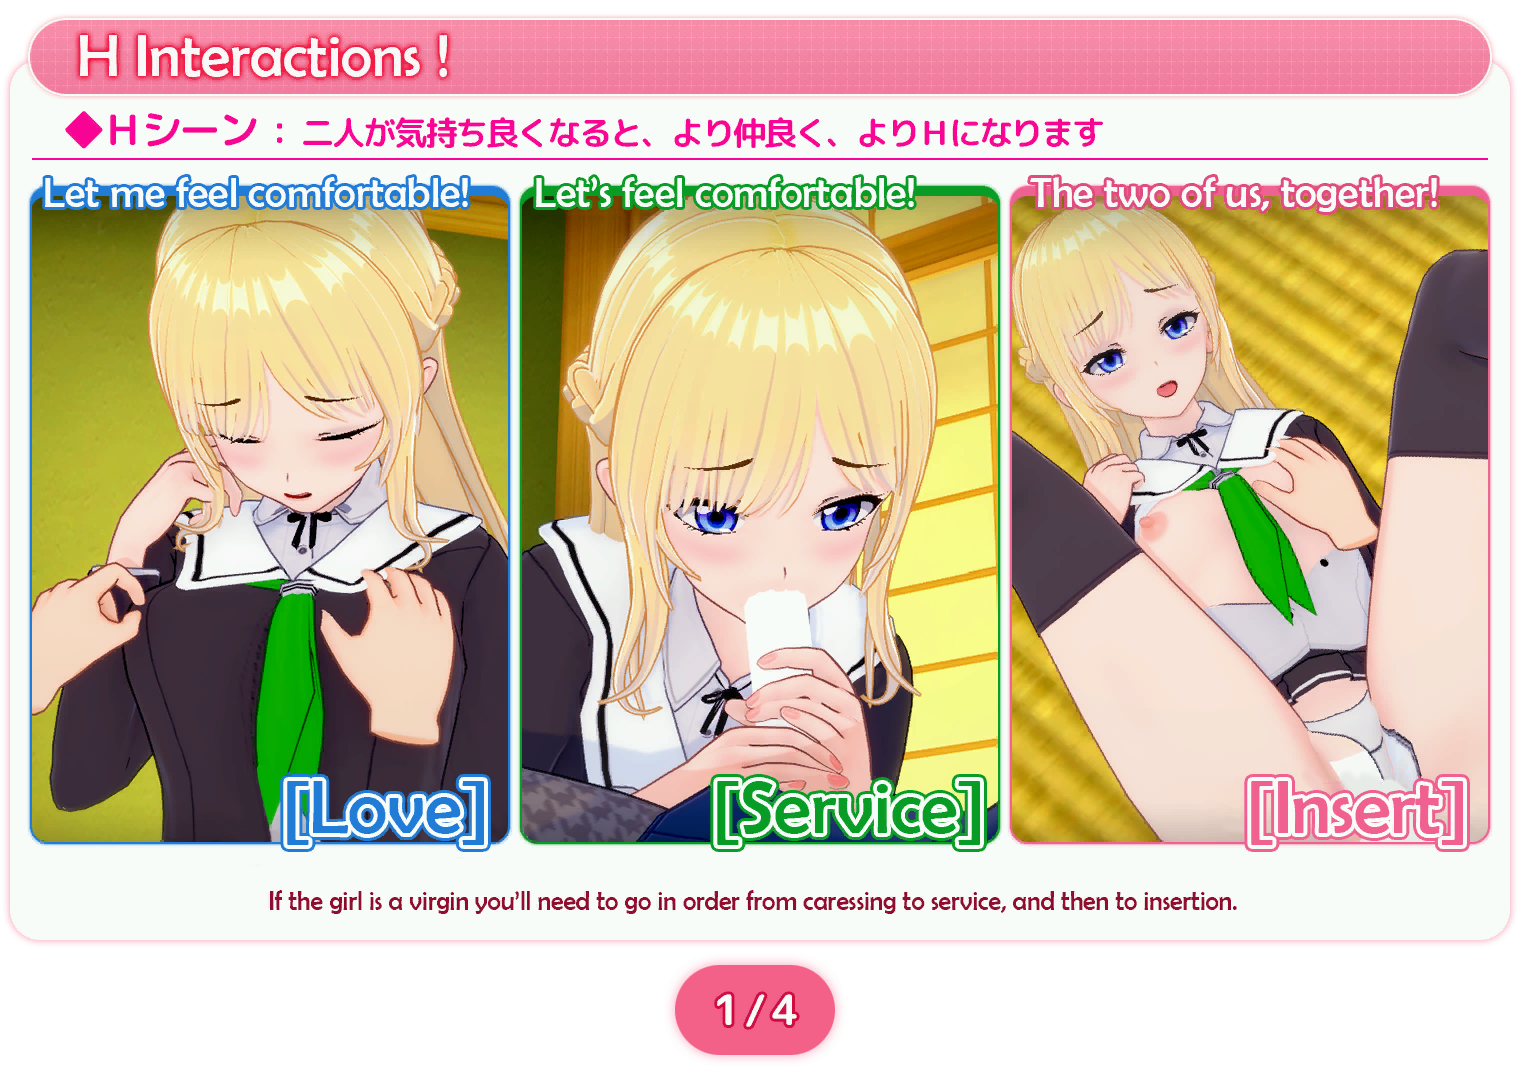 H Interactions !
◆Hシーン : 二人が気持ち良くなると、より仲良く、よりHになります
Let me feel comfortable!
Let's feel comfortable!
The two of us, together!
[Love]
[Service]
[Insert]
If the girl is a virgin you'll need to go in order from caressing to service, and then to insertion.
1/4